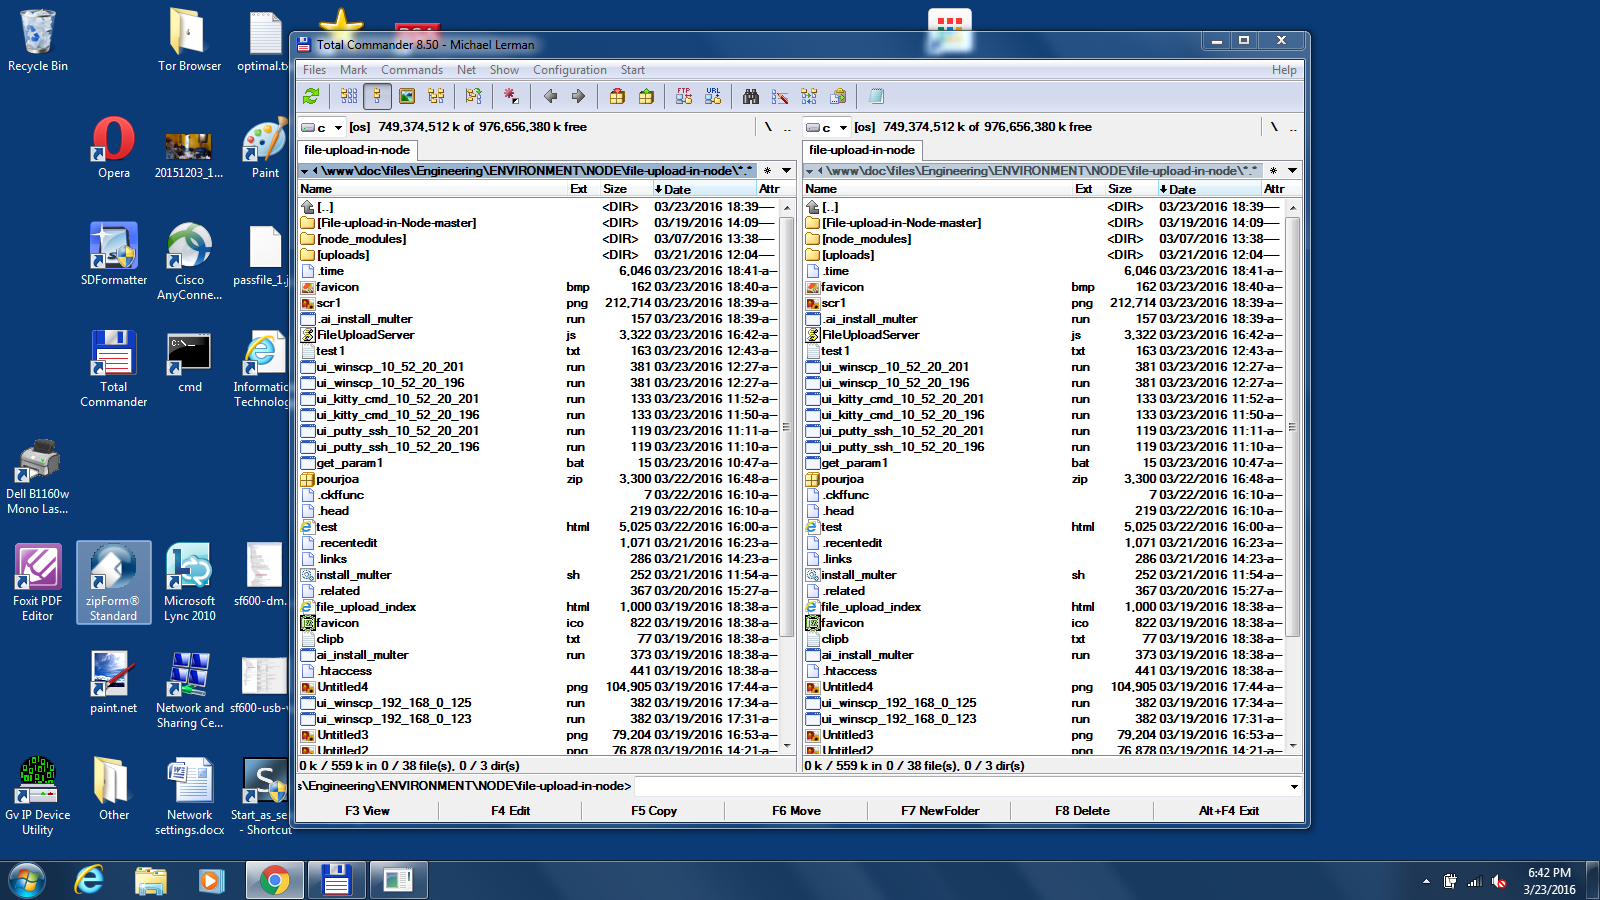 Recycle Bin
Tor Browser
optimal.tx
Opera
20151203_1...
Paint
SDFormatter
Cisco
AnyConne...
passfile_1.j
Total
Commander
cmd
Informatic
Technolog
Dell B1160w
Mono Las...
Foxit PDF
Editor
zipForm®
Standard
Microsoft
Lync 2010
sf600-dm.
paint.net
Network and
Sharing Ce...
sf600-usb-v
Gv IP Device
Utility
Other
Network
settings.docx
Start_as_se
- Shortcut
Total Commander 8.50 - Michael Lerman
Files Mark Commands Net Show Configuration Start Help
FTP URL
c [os] 749,374,512 k of 976,656,380 k free \ ..
file-upload-in-node
\www\doc\files\Engineering\ENVIRONMENT\NODE\file-upload-in-node\*.* *
Name Ext Size Date Attr
[..] <DIR> 03/23/2016 18:39 ----
[File-upload-in-Node-master] <DIR> 03/19/2016 14:09 ----
[node_modules] <DIR> 03/07/2016 13:38 ----
[uploads] <DIR> 03/21/2016 12:04 ----
.time 6,046 03/23/2016 18:41 -a--
favicon bmp 162 03/23/2016 18:40 -a--
scr1 png 212,714 03/23/2016 18:39 -a--
.ai_install_multer run 157 03/23/2016 18:39 -a--
FileUploadServer js 3,322 03/23/2016 16:42 -a--
test1 txt 163 03/23/2016 12:43 -a--
ui_winscp_10_52_20_201 run 381 03/23/2016 12:27 -a--
ui_winscp_10_52_20_196 run 381 03/23/2016 12:27 -a--
ui_kitty_cmd_10_52_20_201 run 133 03/23/2016 11:52 -a--
ui_kitty_cmd_10_52_20_196 run 133 03/23/2016 11:50 -a--
ui_putty_ssh_10_52_20_201 run 119 03/23/2016 11:11 -a--
ui_putty_ssh_10_52_20_196 run 119 03/23/2016 11:10 -a--
get_param1 bat 15 03/23/2016 10:47 -a--
pourjoa zip 3,300 03/22/2016 16:48 -a--
.ckffunc 7 03/22/2016 16:10 -a--
.head 219 03/22/2016 16:10 -a--
test html 5,025 03/22/2016 16:00 -a--
.recentedit 1,071 03/21/2016 16:23 -a--
.links 286 03/21/2016 14:23 -a--
install_multer sh 252 03/21/2016 11:54 -a--
.related 367 03/20/2016 15:27 -a--
file_upload_index html 1,000 03/19/2016 18:38 -a--
favicon ico 822 03/19/2016 18:38 -a--
clipb txt 77 03/19/2016 18:38 -a--
ai_install_multer run 373 03/19/2016 18:38 -a--
.htaccess 441 03/19/2016 18:38 -a--
Untitled4 png 104,905 03/19/2016 17:44 -a--
ui_winscp_192_168_0_125 run 382 03/19/2016 17:34 -a--
ui_winscp_192_168_0_123 run 382 03/19/2016 17:31 -a--
Untitled3 png 79,204 03/19/2016 16:53 -a--
Untitled2 png 76,878 03/19/2016 14:21 -a--
0 k / 559 k in 0 / 38 file(s), 0 / 3 dir(s)
c [os] 749,374,512 k of 976,656,380 k free \ ..
file-upload-in-node
\www\doc\files\Engineering\ENVIRONMENT\NODE\file-upload-in-node\*.* *
Name Ext Size Date Attr
[..] <DIR> 03/23/2016 18:39 ----
[File-upload-in-Node-master] <DIR> 03/19/2016 14:09 ----
[node_modules] <DIR> 03/07/2016 13:38 ----
[uploads] <DIR> 03/21/2016 12:04 ----
.time 6,046 03/23/2016 18:41 -a--
favicon bmp 162 03/23/2016 18:40 -a--
scr1 png 212,714 03/23/2016 18:39 -a--
.ai_install_multer run 157 03/23/2016 18:39 -a--
FileUploadServer js 3,322 03/23/2016 16:42 -a--
test1 txt 163 03/23/2016 12:43 -a--
ui_winscp_10_52_20_201 run 381 03/23/2016 12:27 -a--
ui_winscp_10_52_20_196 run 381 03/23/2016 12:27 -a--
ui_kitty_cmd_10_52_20_201 run 133 03/23/2016 11:52 -a--
ui_kitty_cmd_10_52_20_196 run 133 03/23/2016 11:50 -a--
ui_putty_ssh_10_52_20_201 run 119 03/23/2016 11:11 -a--
ui_putty_ssh_10_52_20_196 run 119 03/23/2016 11:10 -a--
get_param1 bat 15 03/23/2016 10:47 -a--
pourjoa zip 3,300 03/22/2016 16:48 -a--
.ckffunc 7 03/22/2016 16:10 -a--
.head 219 03/22/2016 16:10 -a--
test html 5,025 03/22/2016 16:00 -a--
.recentedit 1,071 03/21/2016 16:23 -a--
.links 286 03/21/2016 14:23 -a--
install_multer sh 252 03/21/2016 11:54 -a--
.related 367 03/20/2016 15:27 -a--
file_upload_index html 1,000 03/19/2016 18:38 -a--
favicon ico 822 03/19/2016 18:38 -a--
clipb txt 77 03/19/2016 18:38 -a--
ai_install_multer run 373 03/19/2016 18:38 -a--
.htaccess 441 03/19/2016 18:38 -a--
Untitled4 png 104,905 03/19/2016 17:44 -a--
ui_winscp_192_168_0_125 run 382 03/19/2016 17:34 -a--
ui_winscp_192_168_0_123 run 382 03/19/2016 17:31 -a--
Untitled3 png 79,204 03/19/2016 16:53 -a--
Untitled2 png 76,878 03/19/2016 14:21 -a--
0 k / 559 k in 0 / 38 file(s), 0 / 3 dir(s)
s\Engineering\ENVIRONMENT\NODE\file-upload-in-node>
F3 View F4 Edit F5 Copy F6 Move F7 NewFolder F8 Delete Alt+F4 Exit
6:42 PM
3/23/2016